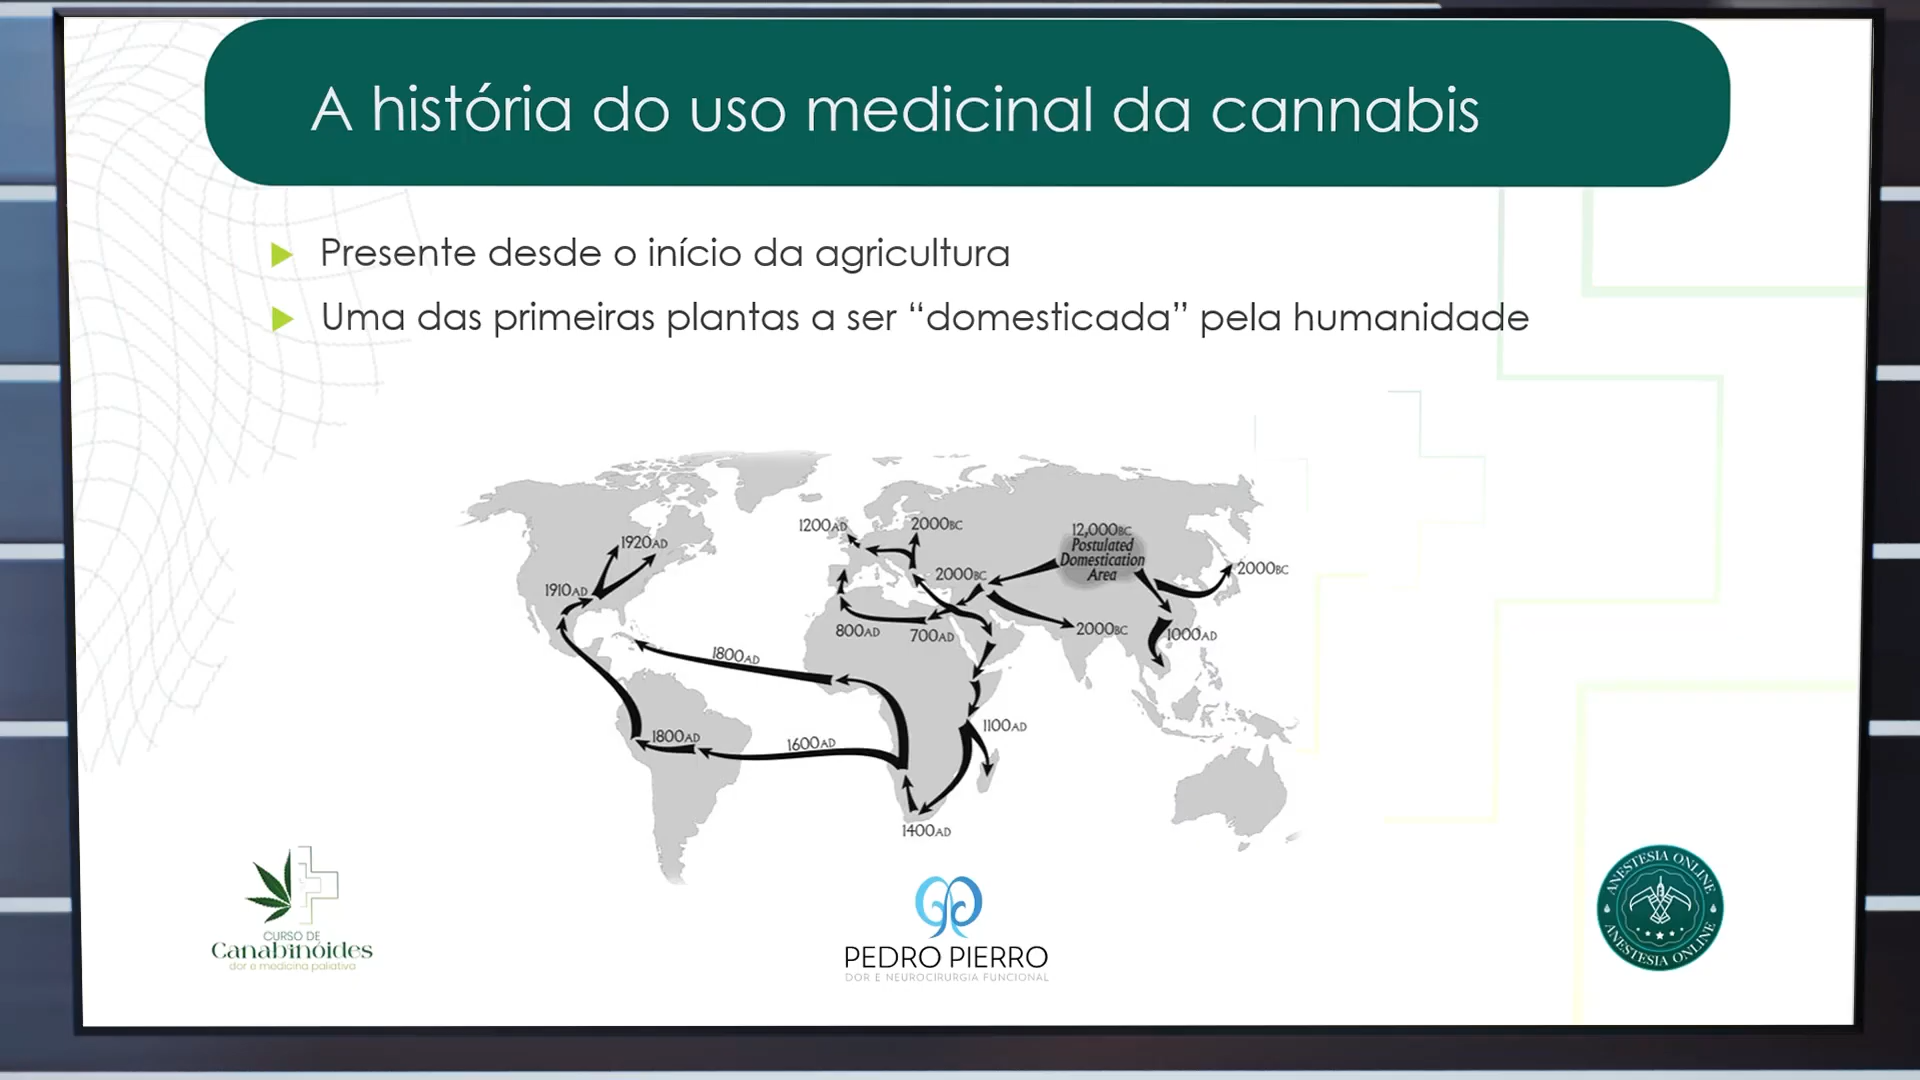 A história do uso medicinal da cannabis
Presente desde o início da agricultura
Uma das primeiras plantas a ser “domesticada” pela humanidade
1200AD
2000BC
12,000BC
Postulated
Domestication
Area
1920AD
2000BC
2000BC
1910AD
800AD
700AD
2000BC
1000AD
1800AD
1100AD
1800AD
1600AD
1400AD
CURSO DE
Canabinóides
dor e medicina paliativa
PEDRO PIERRO
DOR E NEUROCIRURGIA FUNCIONAL
ANESTESIA ONLINE
ANESTESIA ONLINE